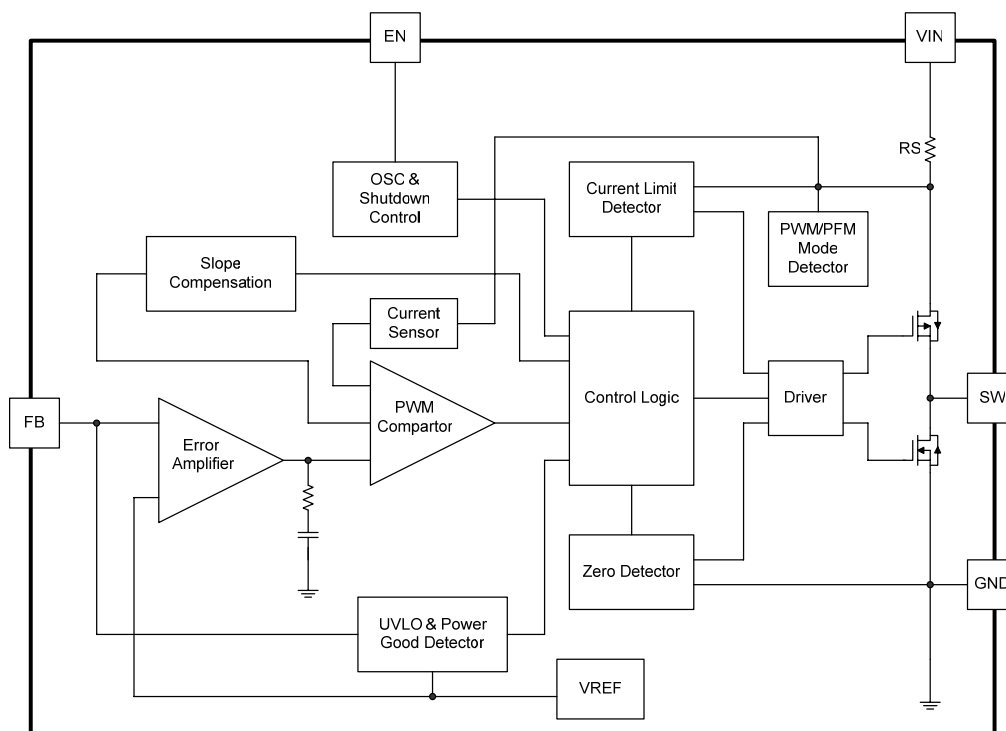 EN
VIN
RS
OSC &
Shutdown
Control
Current Limit
Detector
PWM/PFM
Mode
Detector
Slope
Compensation
Current
Sensor
FB
Error
Amplifier
PWM
Compartor
Control Logic
Driver
SW
Zero Detector
GND
UVLO & Power
Good Detector
VREF